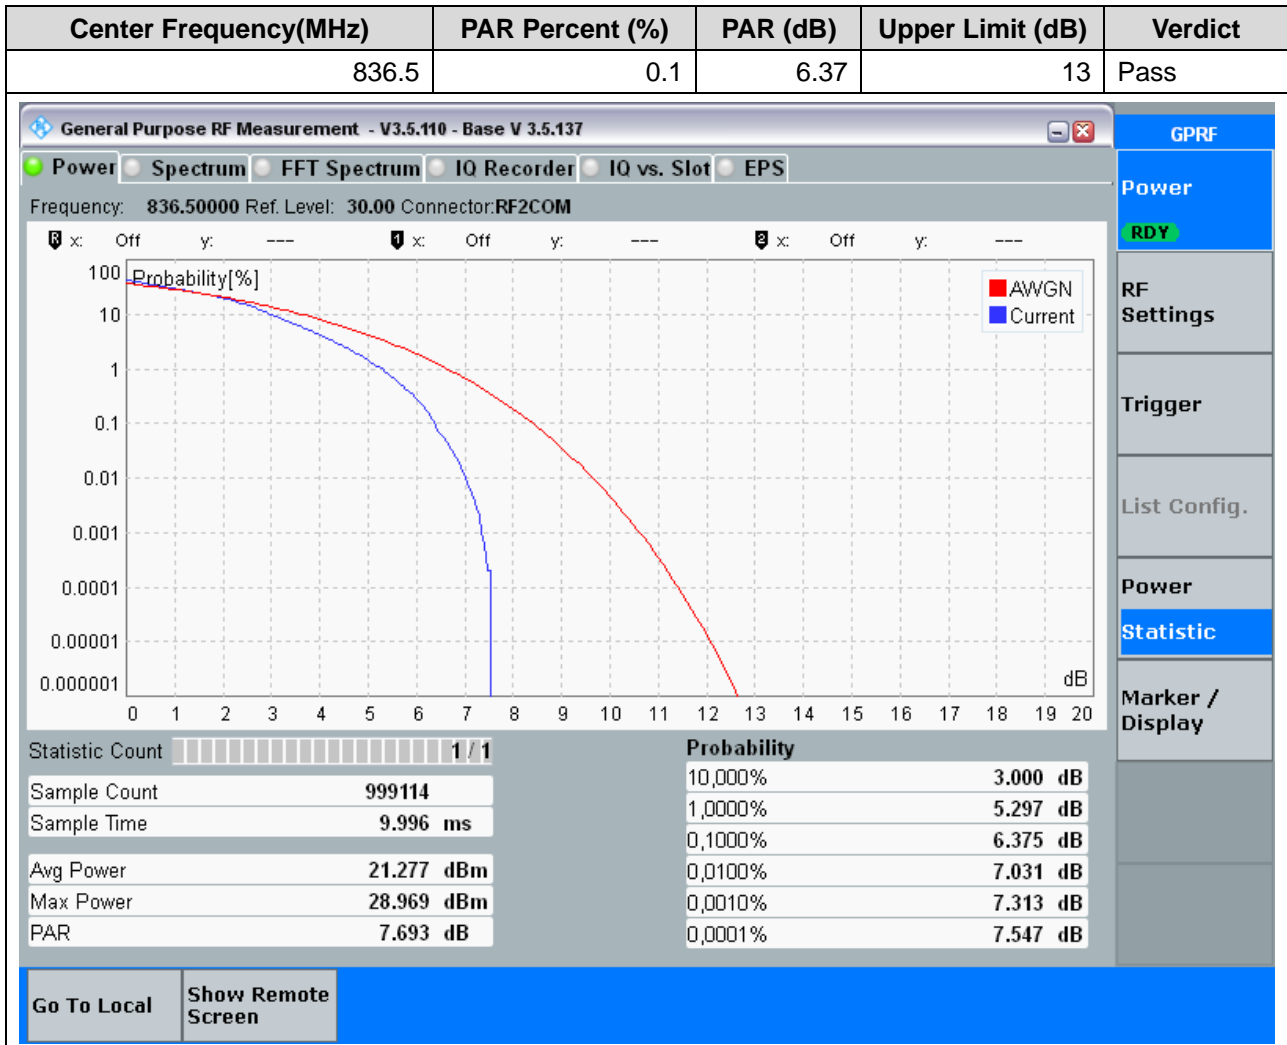 Center Frequency(MHz) PAR Percent (%) PAR (dB) Upper Limit (dB) Verdict
836.5 0.1 6.37 13 Pass
General Purpose RF Measurement - V3.5.110 - Base V 3.5.137
GPRF
Power Spectrum FFT Spectrum IQ Recorder IQ vs. Slot EPS
Power
RDY
Frequency: 836.50000 Ref. Level: 30.00 Connector:RF2COM
R x: Off y: --- 1 x: Off y: --- 2 x: Off y: ---
Probability[%]
AWGN
Current
100
10
1
0.1
0.01
0.001
0.0001
0.00001
0.000001
dB
0 1 2 3 4 5 6 7 8 9 10 11 12 13 14 15 16 17 18 19 20
RF
Settings
Trigger
List Config.
Power
Statistic
Marker /
Display
Statistic Count 1 / 1
Sample Count 999114
Sample Time 9.996 ms
Avg Power 21.277 dBm
Max Power 28.969 dBm
PAR 7.693 dB
Probability
10,000% 3.000 dB
1,0000% 5.297 dB
0,1000% 6.375 dB
0,0100% 7.031 dB
0,0010% 7.313 dB
0,0001% 7.547 dB
Go To Local
Show Remote
Screen